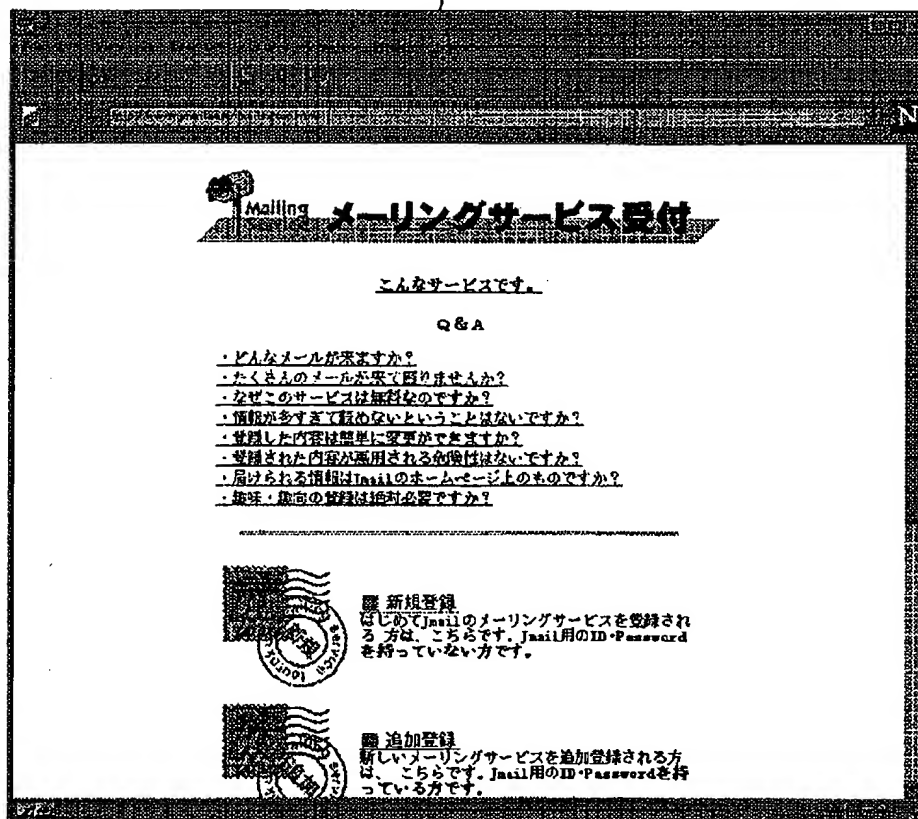 Mailing
メーリングサービス受付
こんなサービスです。
Q&A
・どんなメールが来ますか?
・たくさんのメールが来て困りませんか?
・なぜこのサービスは無料なのですか?
・情報が多すぎて読めないということはないですか?
・登録した内容は簡単に変更ができますか?
・登録された内容が悪用される危険性はないですか?
・届けられる情報はJmailのホームページ上のものですか?
・趣味・趣向の登録は絶対必要ですか?
新規
新規登録
はじめてJmailのメーリングサービスを登録され
る 方は、こちらです。Jmail用のID・Password
を持っていない方です。
追加
追加登録
新しいメーリングサービスを追加登録される方
は、 こちらです。Jmail用のID・Passwordを持
っている方です。